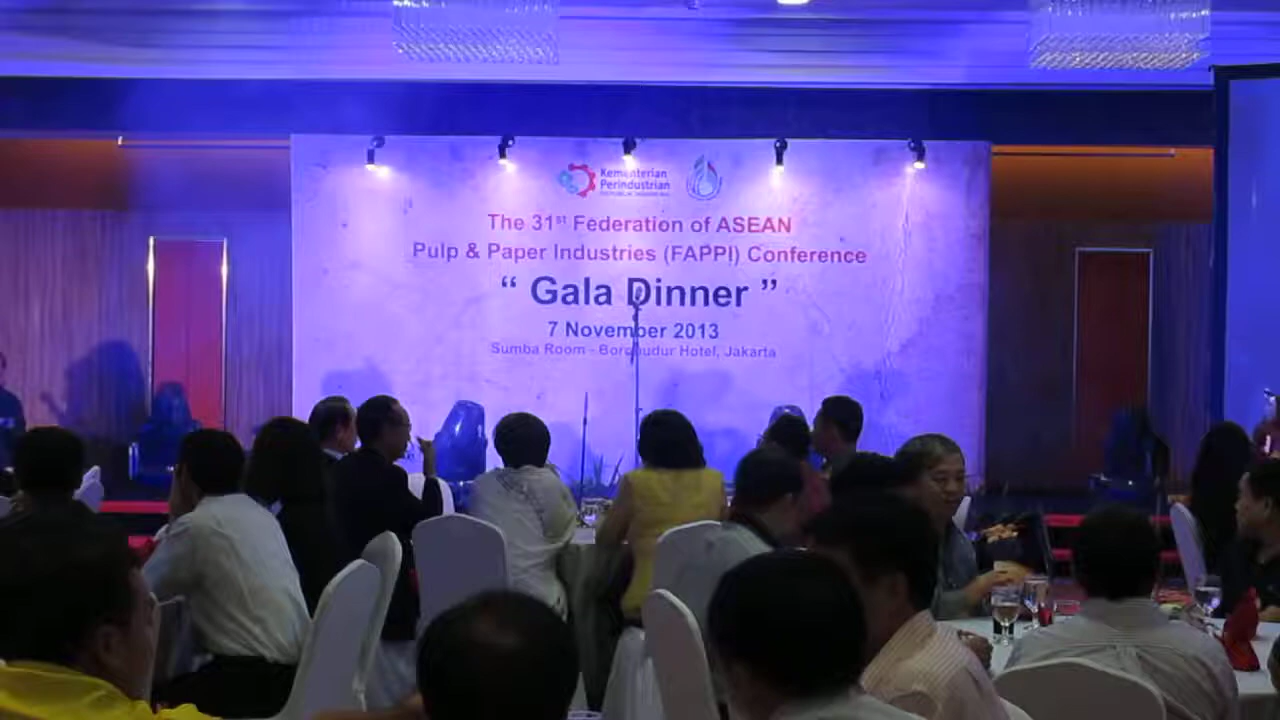 Kementerian
Perindustrian
The 31st Federation of ASEAN
Pulp & Paper Industries (FAPPI) Conference
“ Gala Dinner ”
7 November 2013
Sumba Room - Borobudur Hotel, Jakarta